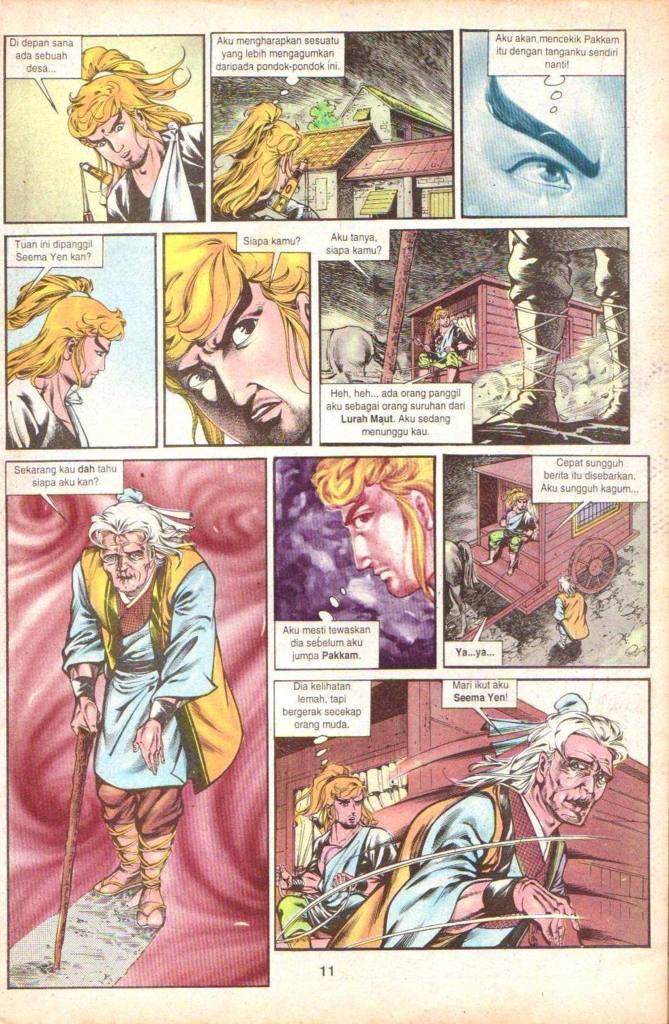 Di depan sana
ada sebuah
desa...
Aku mengharapkan sesuatu
yang lebih mengagumkan
daripada pondok-pondok ini.
Aku akan mencekik Pakkam
itu dengan tanganku sendiri
nanti!
Tuan ini dipanggil
Seema Yen kan?
Siapa kamu?
Aku tanya,
siapa kamu?
Heh, heh... ada orang panggil
aku sebagai orang suruhan dari
Lurah Maut. Aku sedang
menunggu kau.
Sekarang kau dah tahu
siapa aku kan?
Aku mesti tewaskan
dia sebelum aku
jumpa Pakkam.
Cepat sungguh
berita itu disebarkan.
Aku sungguh kagum...
Ya...ya...
Dia kelihatan
lemah, tapi
bergerak secekap
orang muda.
Mari ikut aku
Seema Yen!
11